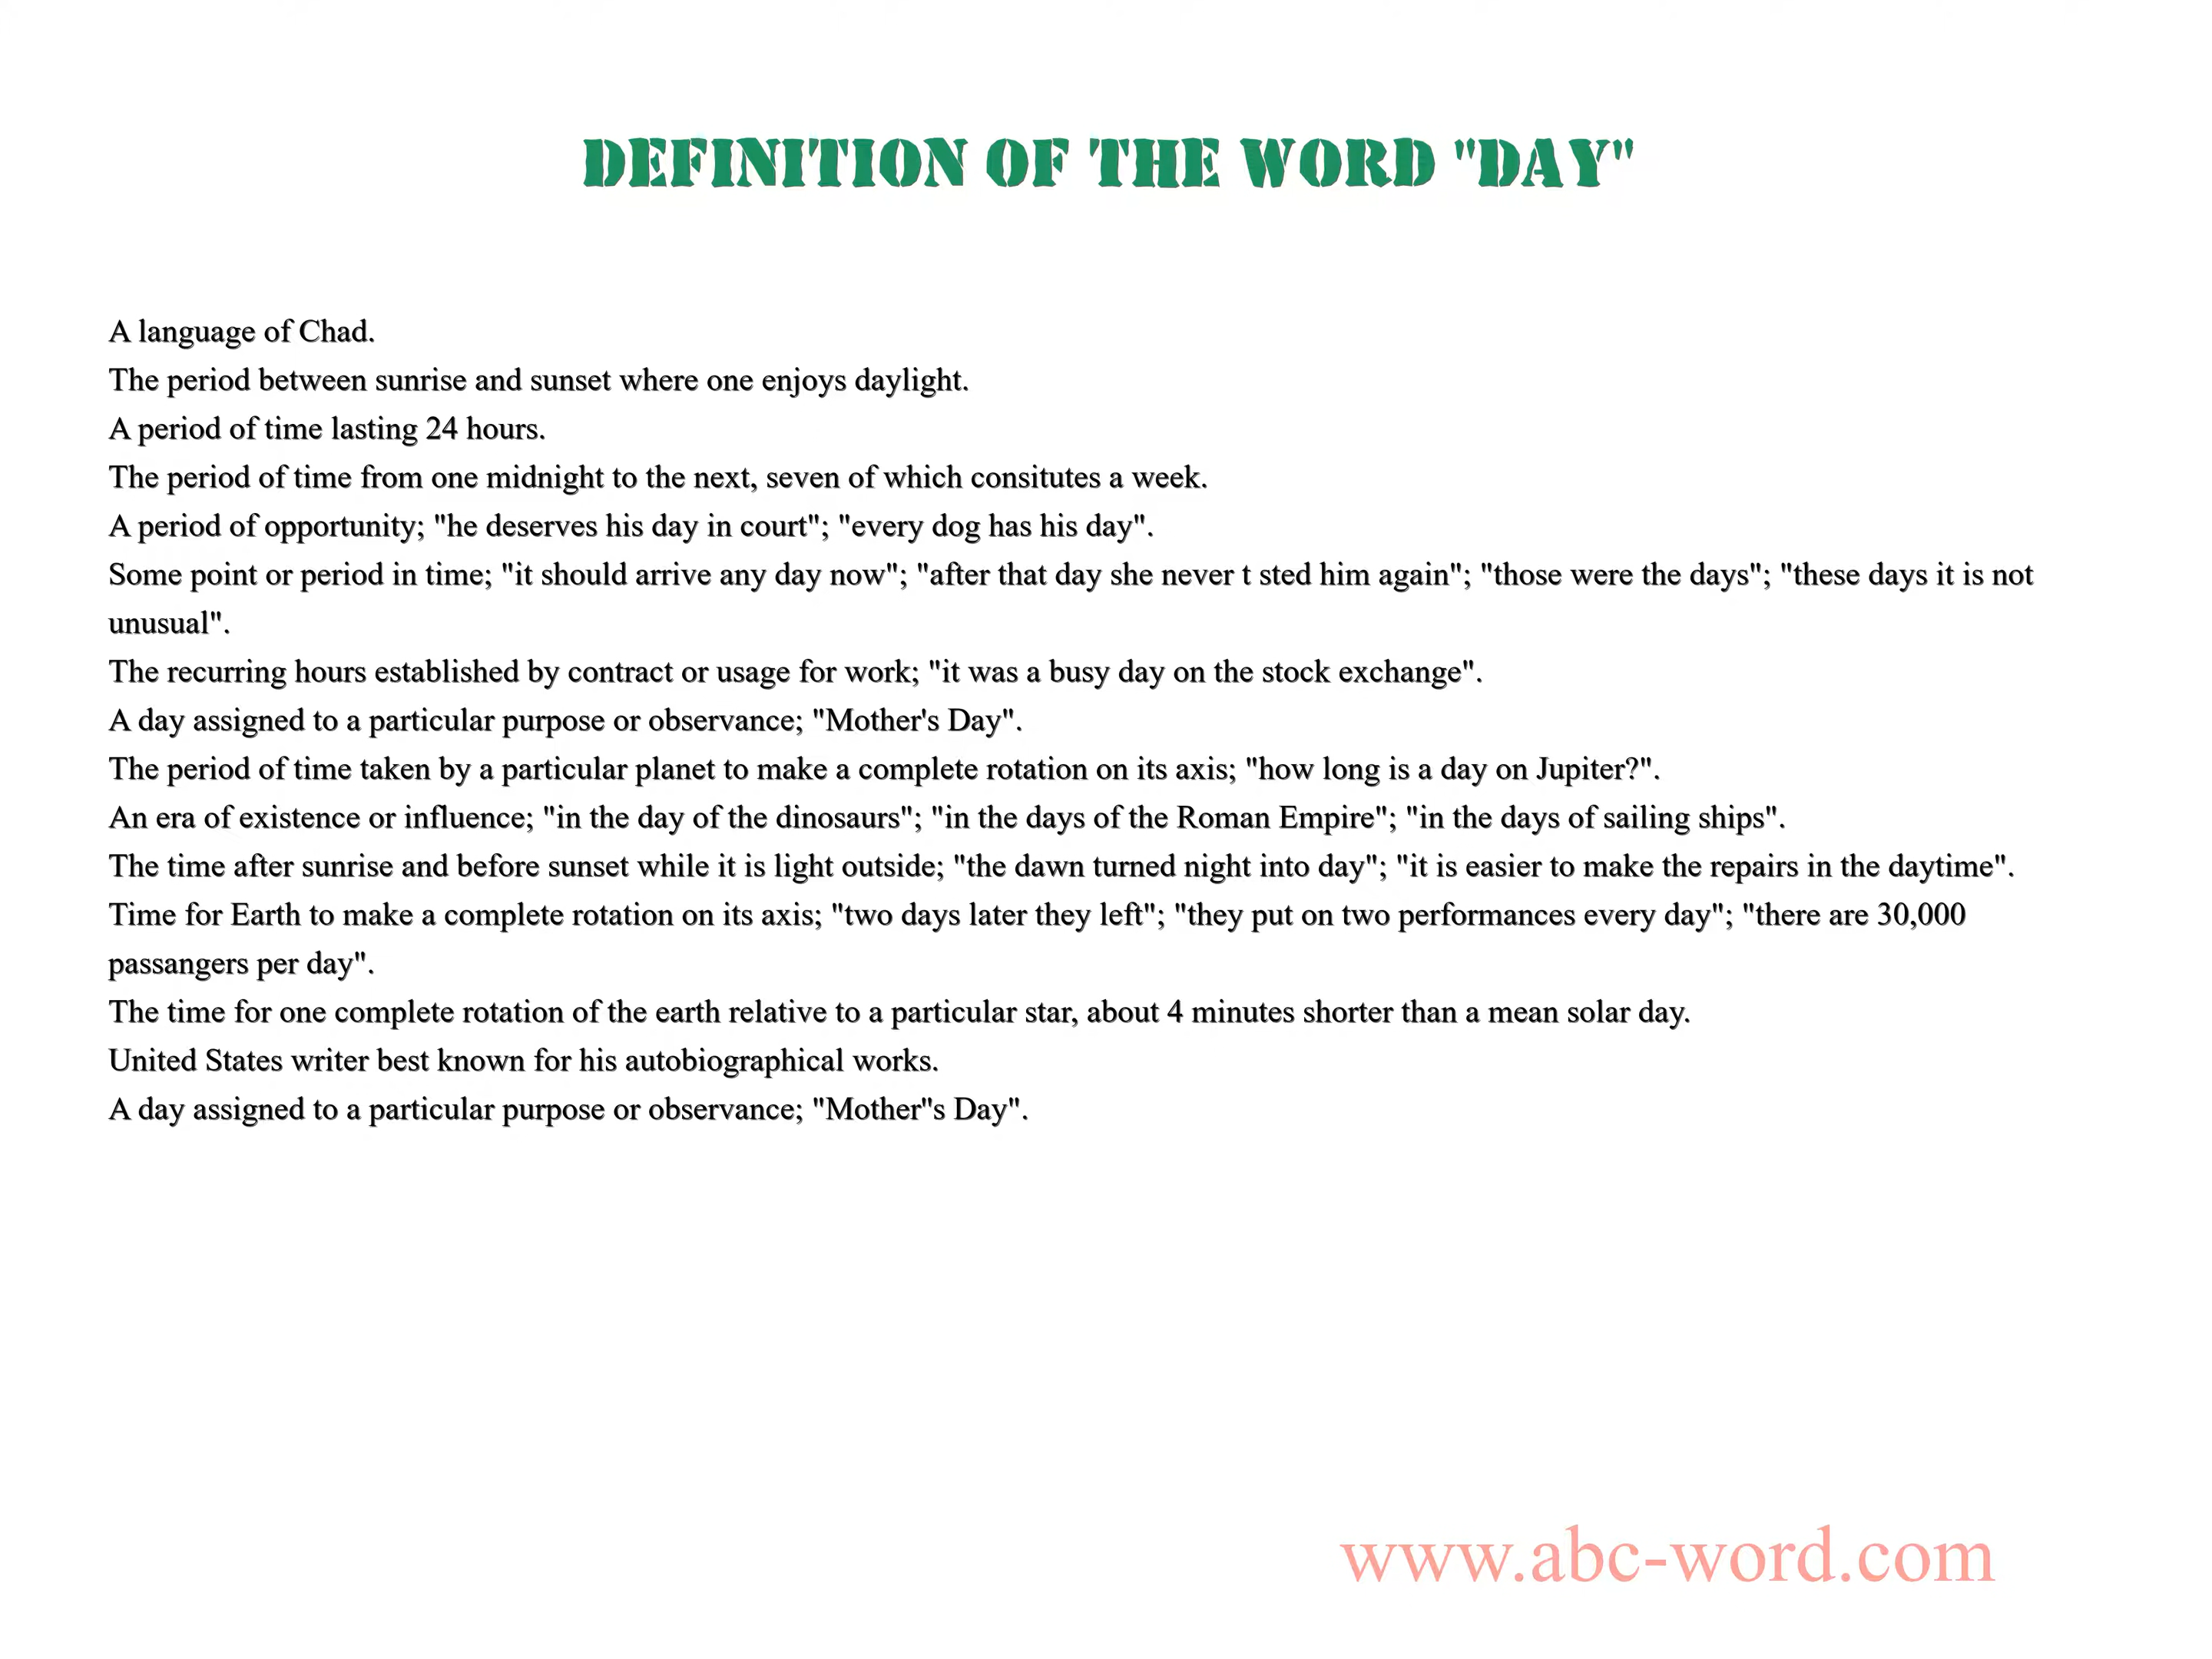 DEFINITION OF THE WORD "DAY"
A language of Chad.
The period between sunrise and sunset where one enjoys daylight.
A period of time lasting 24 hours.
The period of time from one midnight to the next, seven of which consitutes a week.
A period of opportunity; "he deserves his day in court"; "every dog has his day".
Some point or period in time; "it should arrive any day now"; "after that day she never t sted him again"; "those were the days"; "these days it is not
unusual".
The recurring hours established by contract or usage for work; "it was a busy day on the stock exchange".
A day assigned to a particular purpose or observance; "Mother's Day".
The period of time taken by a particular planet to make a complete rotation on its axis; "how long is a day on Jupiter?".
An era of existence or influence; "in the day of the dinosaurs"; "in the days of the Roman Empire"; "in the days of sailing ships".
The time after sunrise and before sunset while it is light outside; "the dawn turned night into day"; "it is easier to make the repairs in the daytime".
Time for Earth to make a complete rotation on its axis; "two days later they left"; "they put on two performances every day"; "there are 30,000
passangers per day".
The time for one complete rotation of the earth relative to a particular star, about 4 minutes shorter than a mean solar day.
United States writer best known for his autobiographical works.
A day assigned to a particular purpose or observance; "Mother"s Day".
www.abc-word.com